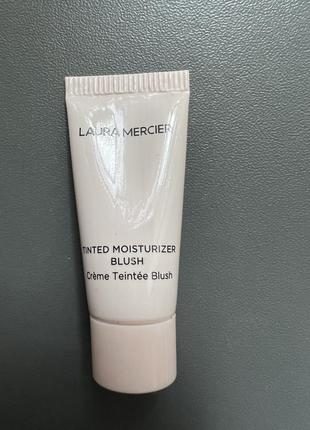 LAURA MERCIER
TINTED MOISTURIZER
BLUSH
Crème Teintée Blush